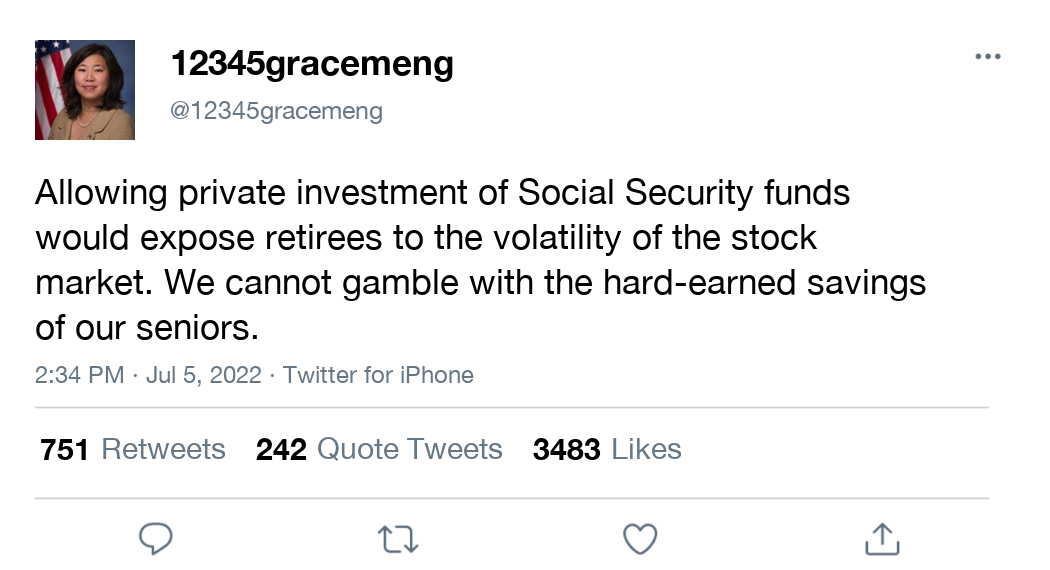 12345gracemeng
@12345gracemeng
Allowing private investment of Social Security funds
would expose retirees to the volatility of the stock
market. We cannot gamble with the hard-earned savings
of our seniors.
2:34 PM · Jul 5, 2022 · Twitter for iPhone
751 Retweets 242 Quote Tweets 3483 Likes